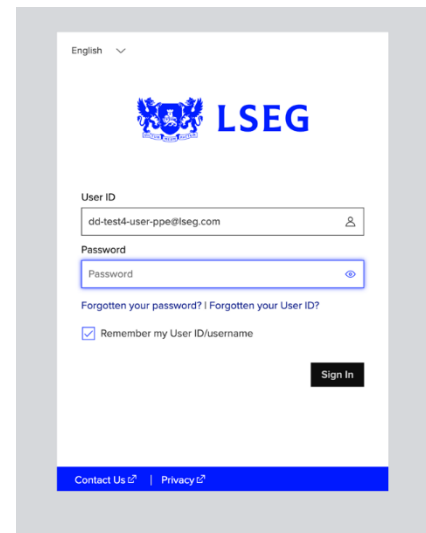 English
LSEG
User ID
dd-test4-user-ppe@lseg.com
Password
Password
Forgotten your password? | Forgotten your User ID?
Remember my User ID/username
Sign In
Contact Us | Privacy